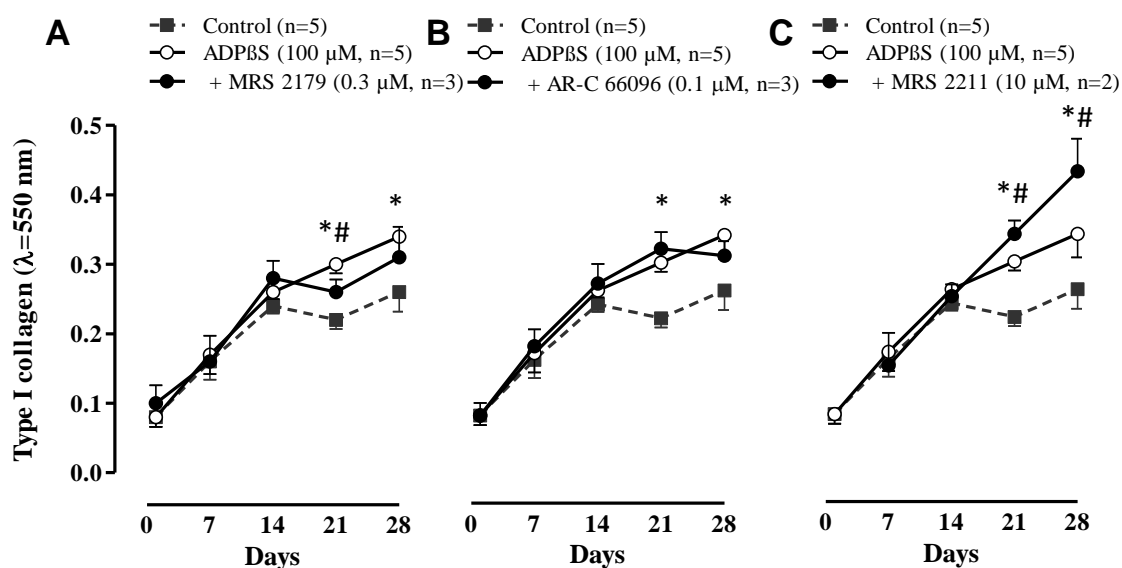 A
Control (n=5)
ADPßS (100 µM, n=5)
+ MRS 2179 (0.3 µM, n=3)
B
Control (n=5)
ADPßS (100 µM, n=5)
+ AR-C 66096 (0.1 µM, n=3)
C
Control (n=5)
ADPßS (100 µM, n=5)
+ MRS 2211 (10 µM, n=2)
Type I collagen (λ=550 nm)
0.5
0.4
0.3
0.2
0.1
0.0
*#
*
0 7 14 21 28
Days
*
*
0 7 14 21 28
Days
*#
*#
0 7 14 21 28
Days